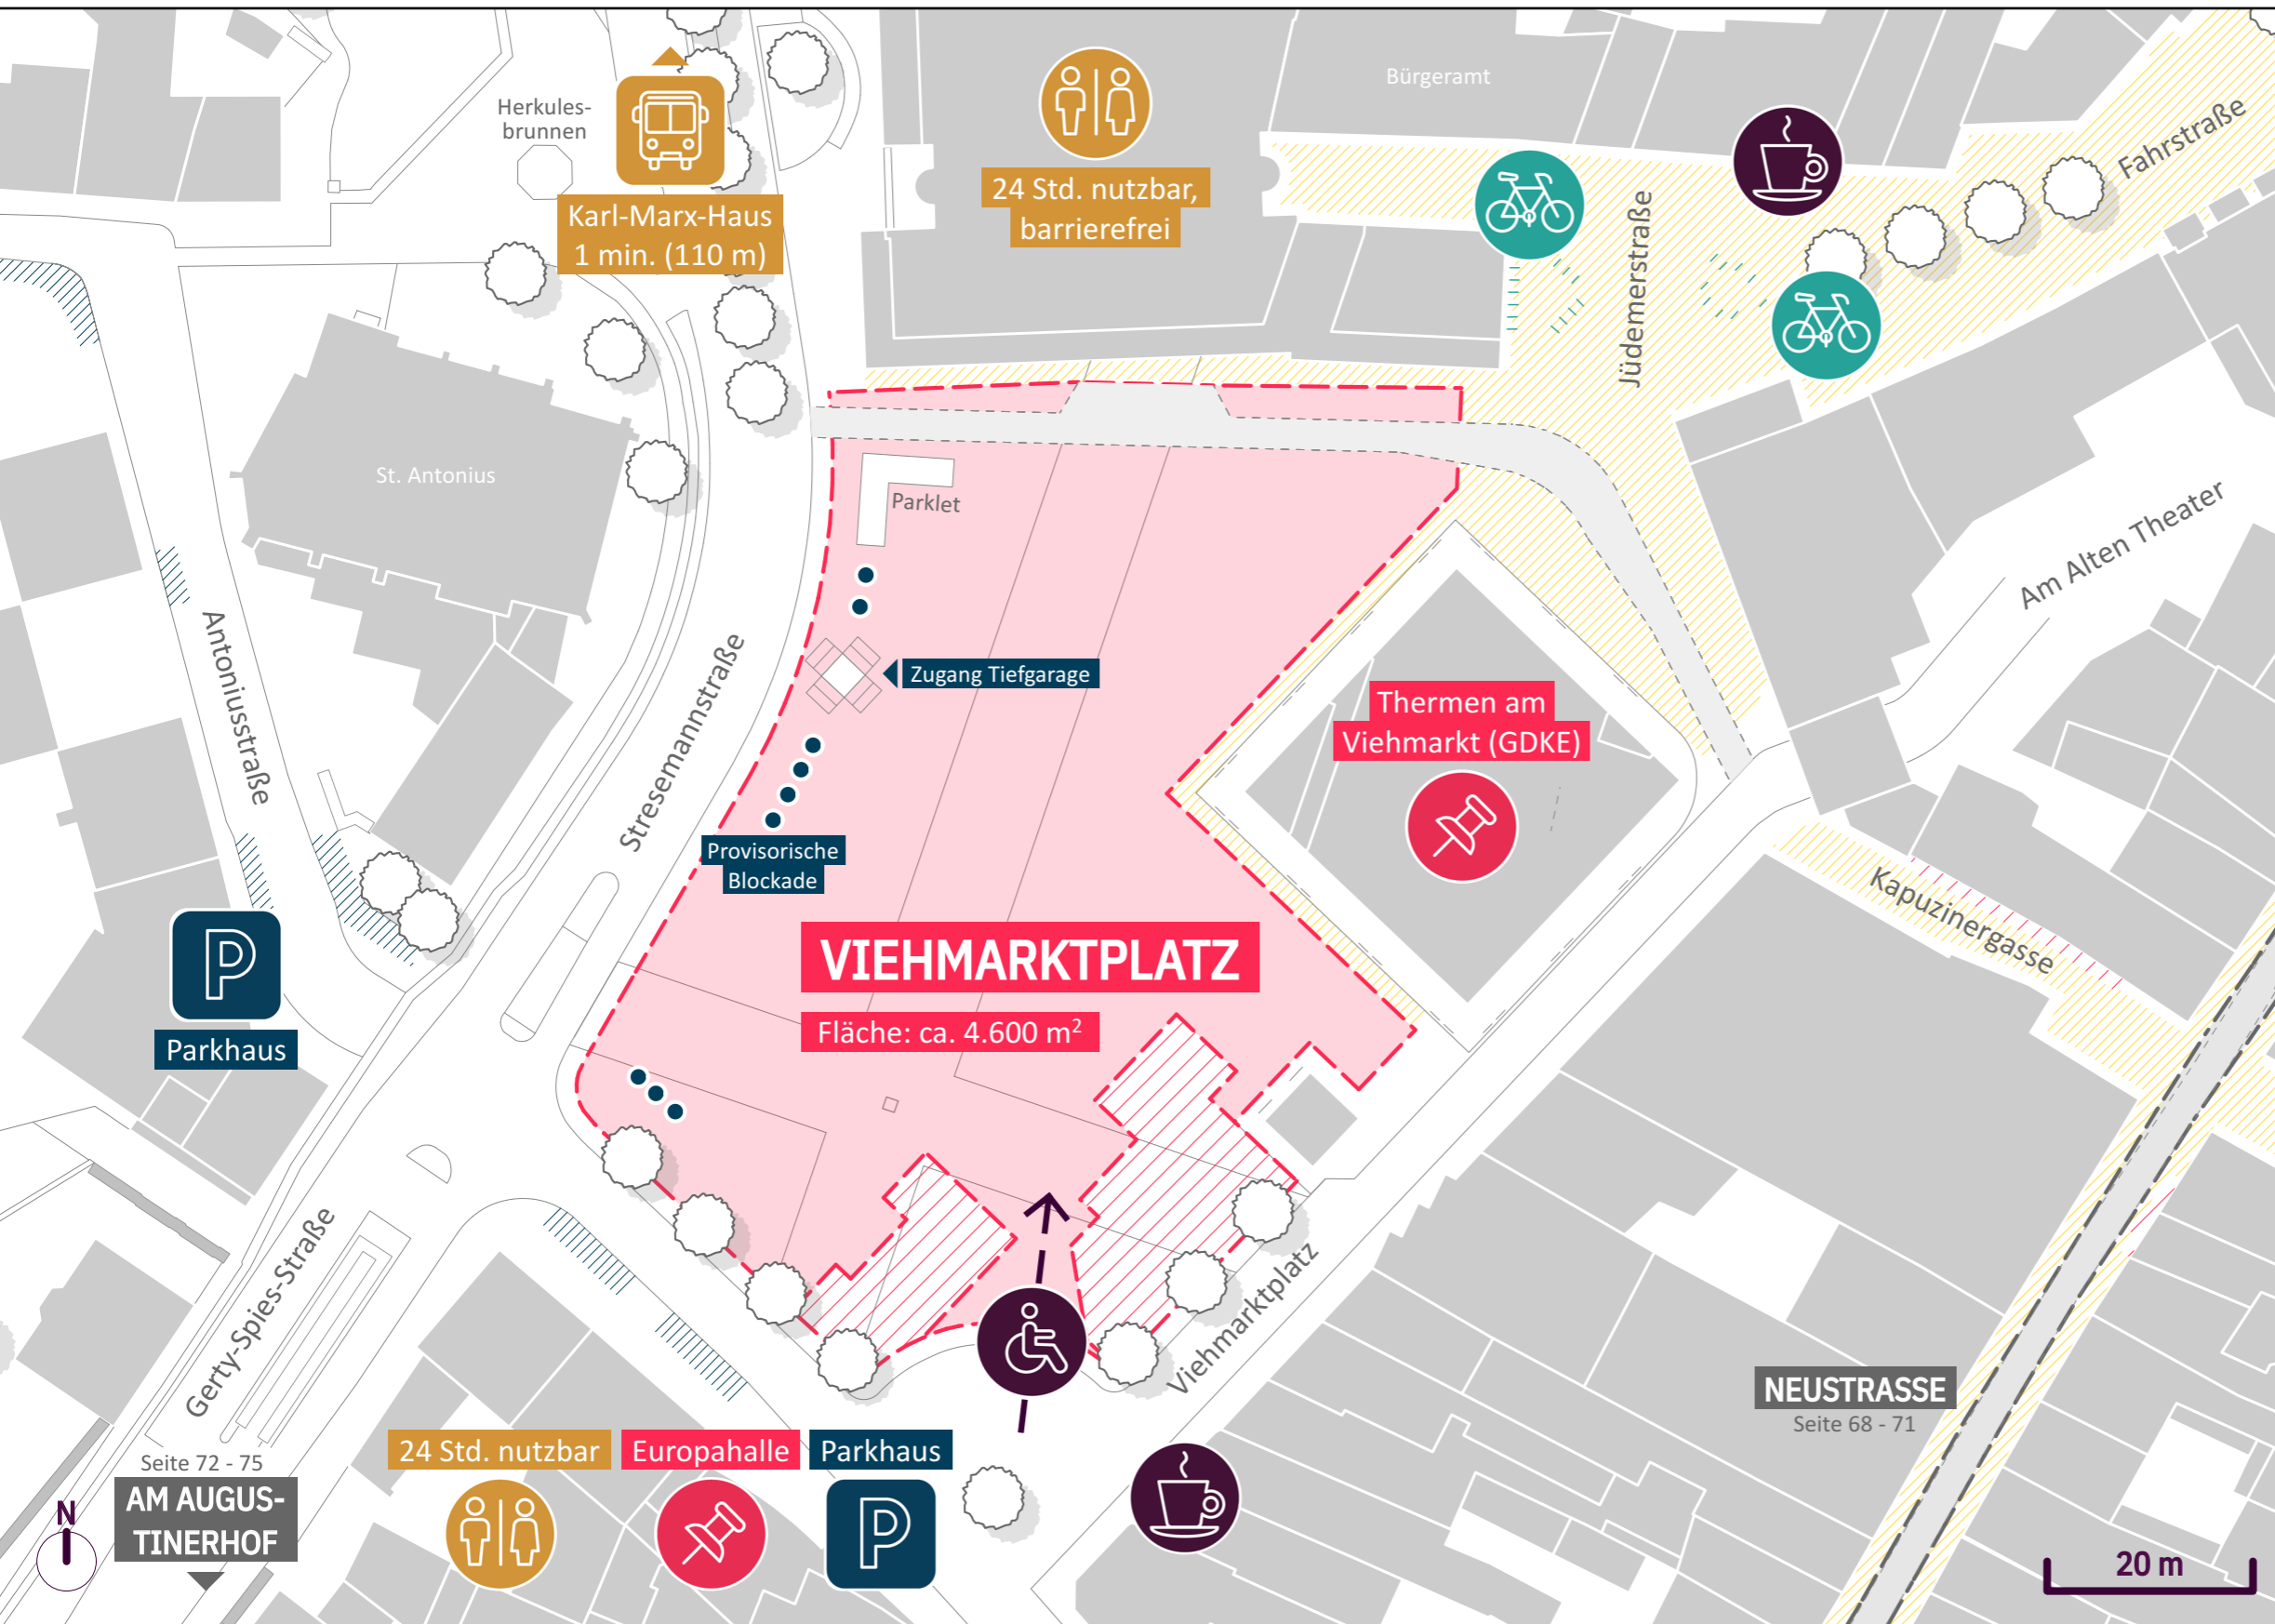 Bürgeramt
Herkules-
brunnen
Fahrstraße
Karl-Marx-Haus
1 min. (110 m)
24 Std. nutzbar,
barrierefrei
Jüdemerstraße
St. Antonius
Parklet
Am Alten Theater
Antoniusstraße
Stresemannstraße
Zugang Tiefgarage
Thermen am
Viehmarkt (GDKE)
Provisorische
Blockade
Kapuzinergasse
VIEHMARKTPLATZ
Fläche: ca. 4.600 m²
P
Parkhaus
Gerty-Spies-Straße
Viehmarktplatz
NEUSTRASSE
Seite 68 - 71
24 Std. nutzbar
Europahalle
Parkhaus
P
Seite 72 - 75
AM AUGUS-
TINERHOF
N
20 m